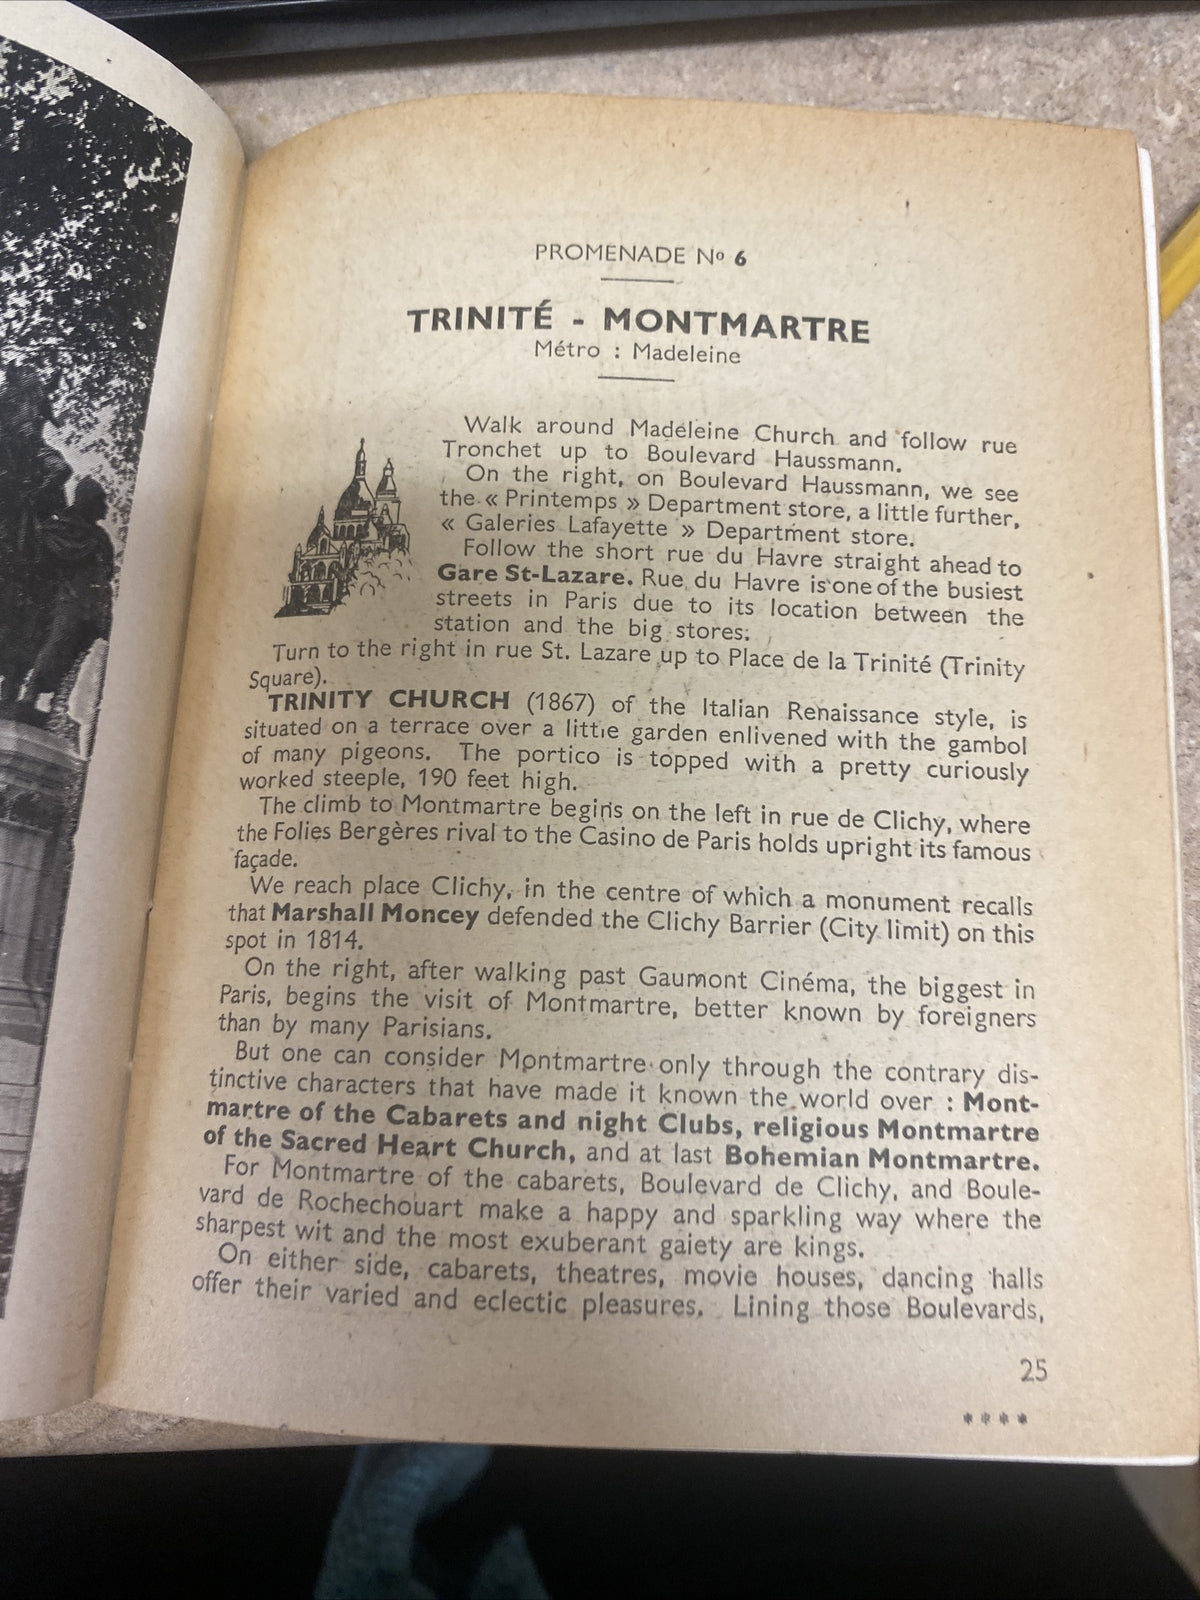 PROMENADE Nº 6
TRINITÉ - MONTMARTRE
Métro : Madeleine
Walk around Madeleine Church and follow rue
Tronchet up to Boulevard Haussmann.
On the right, on Boulevard Haussmann, we see
the « Printemps » Department store, a little further,
« Galeries Lafayette » Department store.
Follow the short rue du Havre straight ahead to
Gare St-Lazare. Rue du Havre is one of the busiest
streets in Paris due to its location between the
station and the big stores.
Turn to the right in rue St. Lazare up to Place de la Trinité (Trinity
Square).
TRINITY CHURCH (1867) of the Italian Renaissance style, is
situated on a terrace over a little garden enlivened with the gambol
of many pigeons. The portico is topped with a pretty curiously
worked steeple, 190 feet high.
The climb to Montmartre begins on the left in rue de Clichy, where
the Folies Bergères rival to the Casino de Paris holds upright its famous
façade.
We reach place Clichy, in the centre of which a monument recalls
that Marshall Moncey defended the Clichy Barrier (City limit) on this
spot in 1814.
On the right, after walking past Gaumont Cinéma, the biggest in
Paris, begins the visit of Montmartre, better known by foreigners
than by many Parisians.
But one can consider Montmartre only through the contrary dis-
tinctive characters that have made it known the world over : Mont-
martre of the Cabarets and night Clubs, religious Montmartre
of the Sacred Heart Church, and at last Bohemian Montmartre.
For Montmartre of the cabarets, Boulevard de Clichy, and Boule-
vard de Rochechouart make a happy and sparkling way where the
sharpest wit and the most exuberant gaiety are kings.
On either side, cabarets, theatres, movie houses, dancing halls
offer their varied and eclectic pleasures. Lining those Boulevards,
25
****